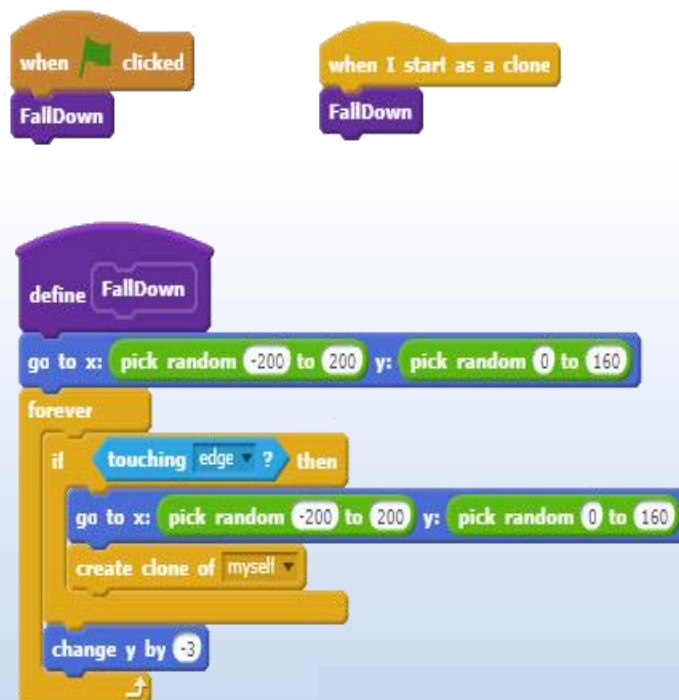 when clicked
FallDown
when I start as a clone
FallDown
define FallDown
go to x: pick random -200 to 200 y: pick random 0 to 160
forever
if touching edge ? then
go to x: pick random -200 to 200 y: pick random 0 to 160
create clone of myself
change y by -3